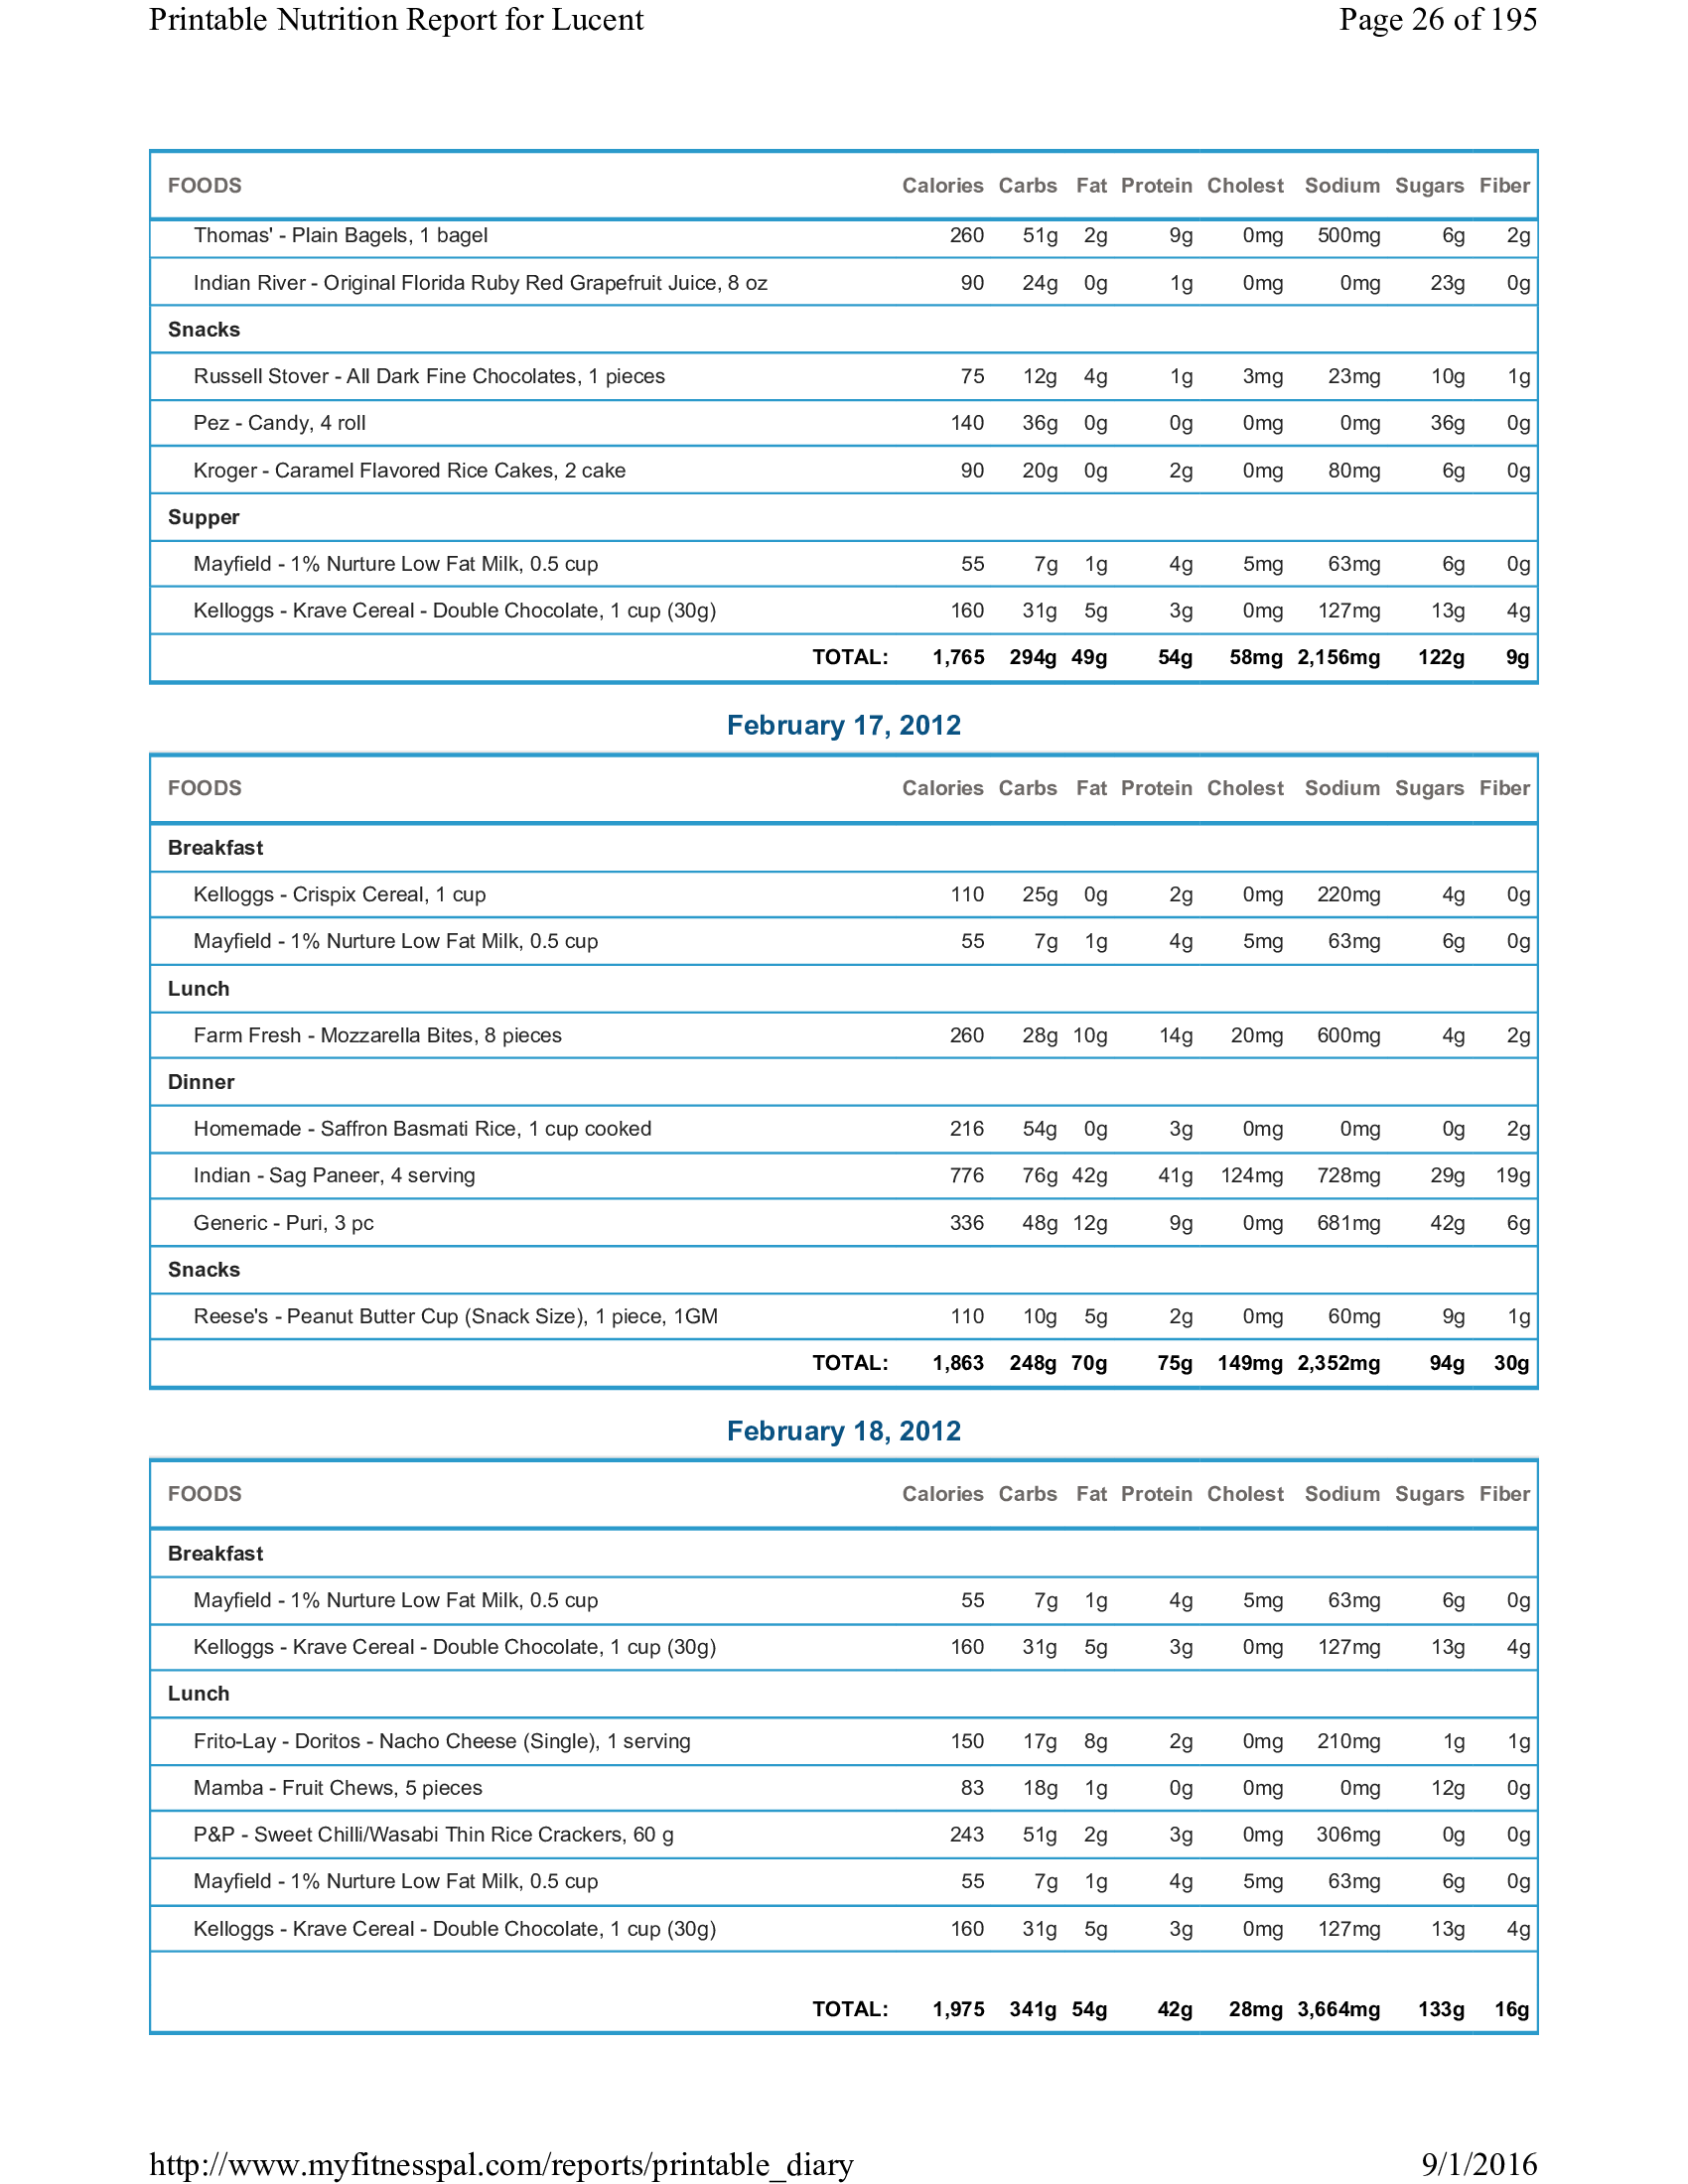 Printable Nutrition Report for Lucent Page 26 of 195
FOODS Calories Carbs Fat Protein Cholest Sodium Sugars Fiber
Thomas' - Plain Bagels, 1 bagel 260 51g 2g 9g 0mg 500mg 6g 2g
Indian River - Original Florida Ruby Red Grapefruit Juice, 8 oz 90 24g 0g 1g 0mg 0mg 23g 0g
Snacks
Russell Stover - All Dark Fine Chocolates, 1 pieces 75 12g 4g 1g 3mg 23mg 10g 1g
Pez - Candy, 4 roll 140 36g 0g 0g 0mg 0mg 36g 0g
Kroger - Caramel Flavored Rice Cakes, 2 cake 90 20g 0g 2g 0mg 80mg 6g 0g
Supper
Mayfield - 1% Nurture Low Fat Milk, 0.5 cup 55 7g 1g 4g 5mg 63mg 6g 0g
Kelloggs - Krave Cereal - Double Chocolate, 1 cup (30g) 160 31g 5g 3g 0mg 127mg 13g 4g
TOTAL: 1,765 294g 49g 54g 58mg 2,156mg 122g 9g
February 17, 2012
FOODS Calories Carbs Fat Protein Cholest Sodium Sugars Fiber
Breakfast
Kelloggs - Crispix Cereal, 1 cup 110 25g 0g 2g 0mg 220mg 4g 0g
Mayfield - 1% Nurture Low Fat Milk, 0.5 cup 55 7g 1g 4g 5mg 63mg 6g 0g
Lunch
Farm Fresh - Mozzarella Bites, 8 pieces 260 28g 10g 14g 20mg 600mg 4g 2g
Dinner
Homemade - Saffron Basmati Rice, 1 cup cooked 216 54g 0g 3g 0mg 0mg 0g 2g
Indian - Sag Paneer, 4 serving 776 76g 42g 41g 124mg 728mg 29g 19g
Generic - Puri, 3 pc 336 48g 12g 9g 0mg 681mg 42g 6g
Snacks
Reese's - Peanut Butter Cup (Snack Size), 1 piece, 1GM 110 10g 5g 2g 0mg 60mg 9g 1g
TOTAL: 1,863 248g 70g 75g 149mg 2,352mg 94g 30g
February 18, 2012
FOODS Calories Carbs Fat Protein Cholest Sodium Sugars Fiber
Breakfast
Mayfield - 1% Nurture Low Fat Milk, 0.5 cup 55 7g 1g 4g 5mg 63mg 6g 0g
Kelloggs - Krave Cereal - Double Chocolate, 1 cup (30g) 160 31g 5g 3g 0mg 127mg 13g 4g
Lunch
Frito-Lay - Doritos - Nacho Cheese (Single), 1 serving 150 17g 8g 2g 0mg 210mg 1g 1g
Mamba - Fruit Chews, 5 pieces 83 18g 1g 0g 0mg 0mg 12g 0g
P&P - Sweet Chilli/Wasabi Thin Rice Crackers, 60 g 243 51g 2g 3g 0mg 306mg 0g 0g
Mayfield - 1% Nurture Low Fat Milk, 0.5 cup 55 7g 1g 4g 5mg 63mg 6g 0g
Kelloggs - Krave Cereal - Double Chocolate, 1 cup (30g) 160 31g 5g 3g 0mg 127mg 13g 4g
TOTAL: 1,975 341g 54g 42g 28mg 3,664mg 133g 16g
http://www.myfitnesspal.com/reports/printable_diary 9/1/2016